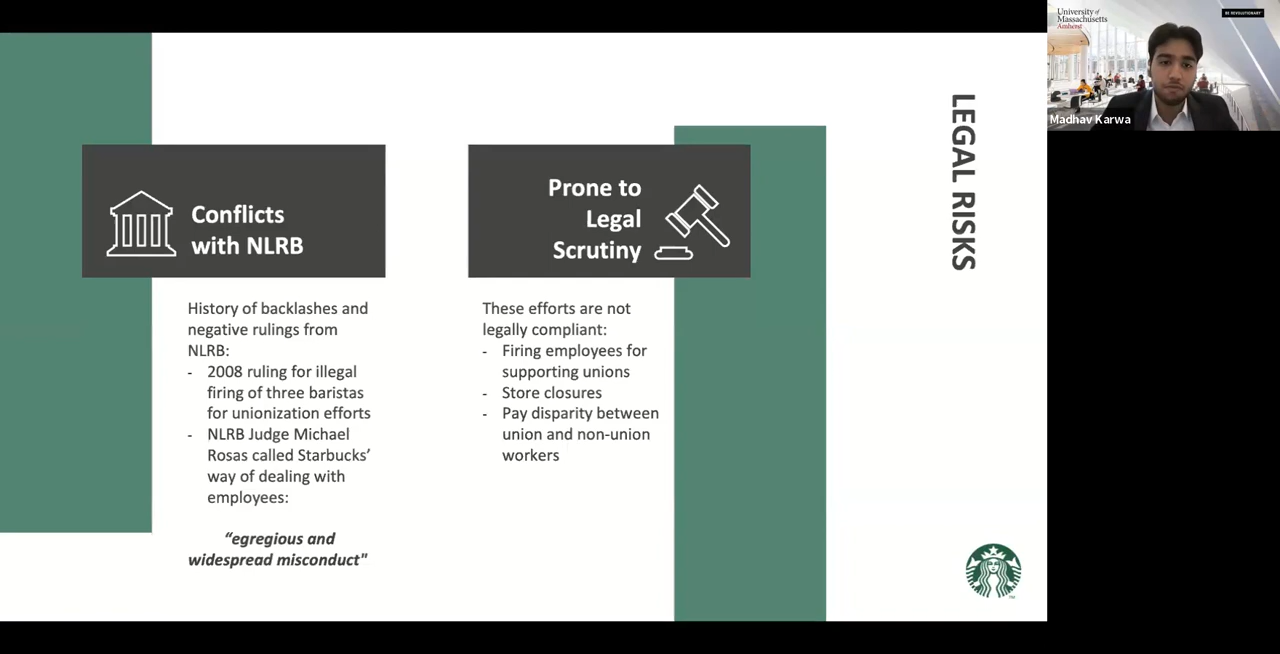 Conflicts
with NLRB
History of backlashes and
negative rulings from
NLRB:
- 2008 ruling for illegal
firing of three baristas
for unionization efforts
- NLRB Judge Michael
Rosas called Starbucks’
way of dealing with
employees:
“egregious and
widespread misconduct"
Prone to
Legal
Scrutiny
These efforts are not
legally compliant:
- Firing employees for
supporting unions
- Store closures
- Pay disparity between
union and non-union
workers
LEGAL RISKS
TM
University of
Massachusetts
Amherst
BE REVOLUTIONARY
Madhav Karwa